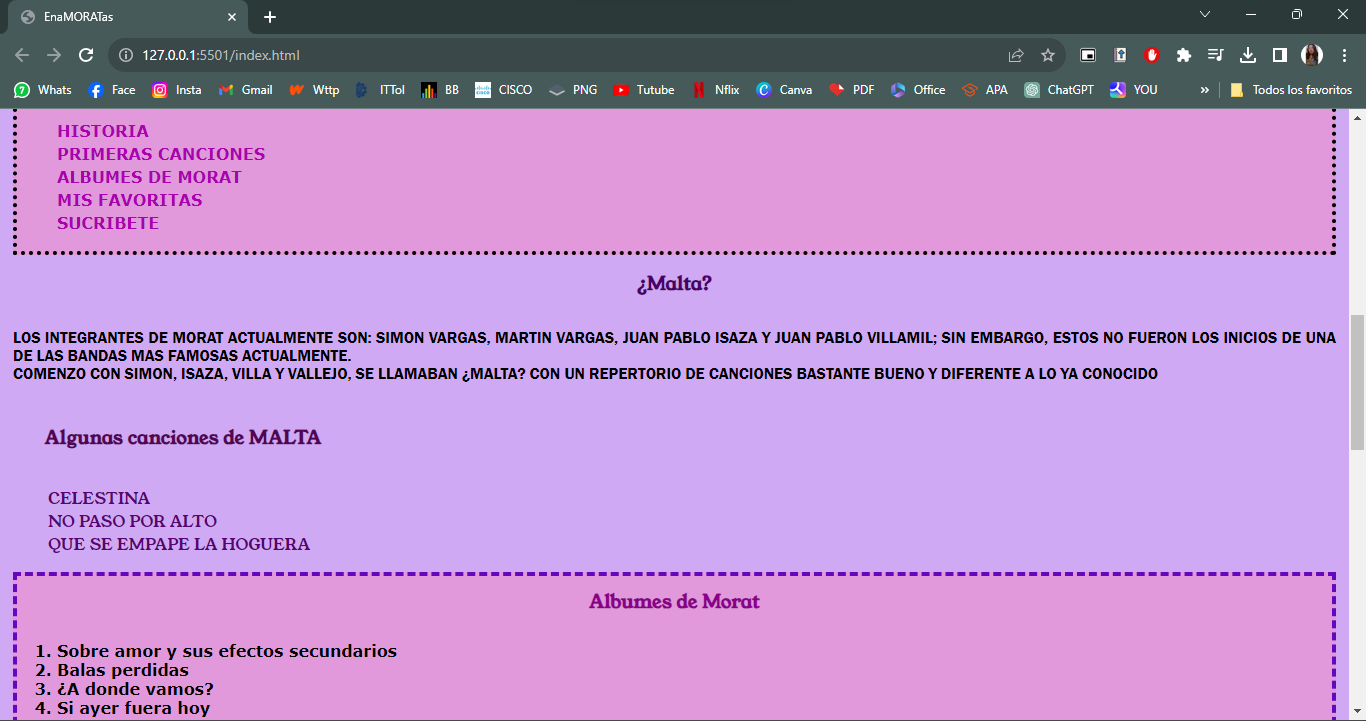 EnaMORATas
127.0.0.1:5501/index.html
Whats Face Insta Gmail Wttp ITTol BB CISCO PNG Tutube Nflix Canva PDF Office APA ChatGPT YOU » Todos los favoritos
HISTORIA
PRIMERAS CANCIONES
ALBUMES DE MORAT
MIS FAVORITAS
SUCRIBETE
¿Malta?
LOS INTEGRANTES DE MORAT ACTUALMENTE SON: SIMON VARGAS, MARTIN VARGAS, JUAN PABLO ISAZA Y JUAN PABLO VILLAMIL; SIN EMBARGO, ESTOS NO FUERON LOS INICIOS DE UNA
DE LAS BANDAS MAS FAMOSAS ACTUALMENTE.
COMENZO CON SIMON, ISAZA, VILLA Y VALLEJO, SE LLAMABAN ¿MALTA? CON UN REPERTORIO DE CANCIONES BASTANTE BUENO Y DIFERENTE A LO YA CONOCIDO
Algunas canciones de MALTA
CELESTINA
NO PASO POR ALTO
QUE SE EMPAPE LA HOGUERA
Albumes de Morat
1. Sobre amor y sus efectos secundarios
2. Balas perdidas
3. ¿A donde vamos?
4. Si ayer fuera hoy